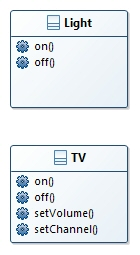 Light
on()
off()
TV
on()
off()
setVolume()
setChannel()